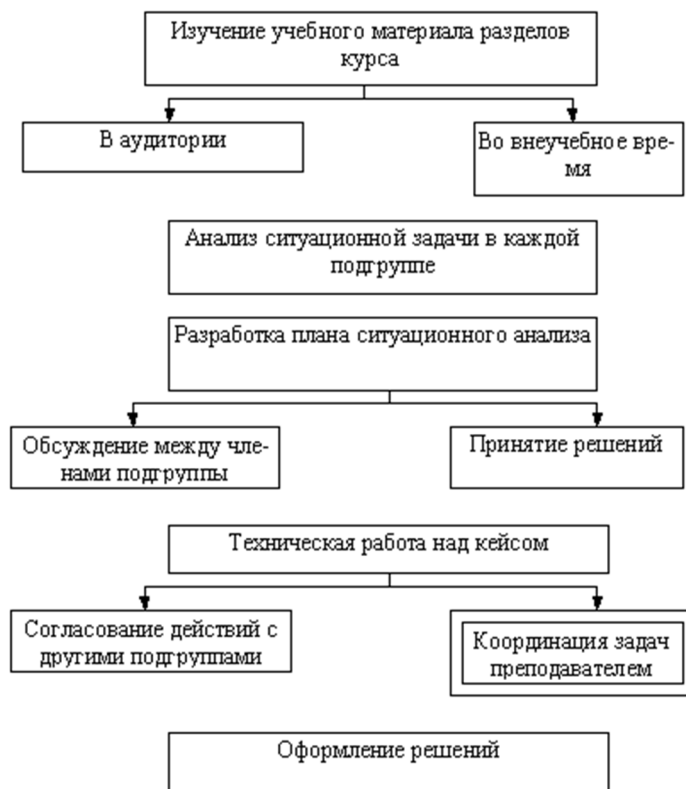 Изучение учебного материала разделов
курса
В аудитории
Во внеучебное вре-
мя
Анализ ситуационной задачи в каждой
подгруппе
Разработка плана ситуационного анализа
Обсуждение между чле-
нами подгруппы
Принятие решений
Техническая работа над кейсом
Согласование действий с
другими подгруппами
Координация задач
преподавателем
Оформление решений